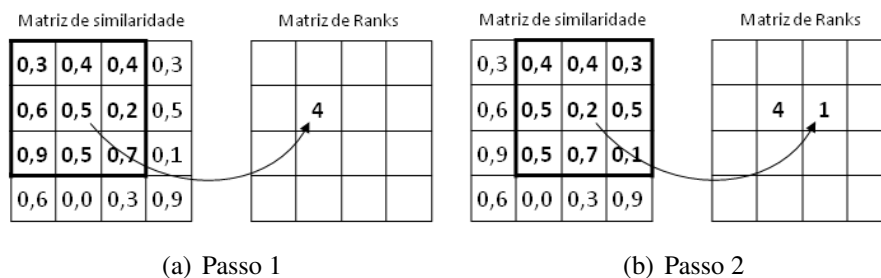 Matriz de similaridade
Matriz de Ranks
0,3 0,4 0,4 0,3
0,6 0,5 0,2 0,5
4
0,9 0,5 0,7 0,1
0,6 0,0 0,3 0,9
(a) Passo 1
Matriz de similaridade
Matriz de Ranks
0,3 0,4 0,4 0,3
0,6 0,5 0,2 0,5
4 1
0,9 0,5 0,7 0,1
0,6 0,0 0,3 0,9
(b) Passo 2